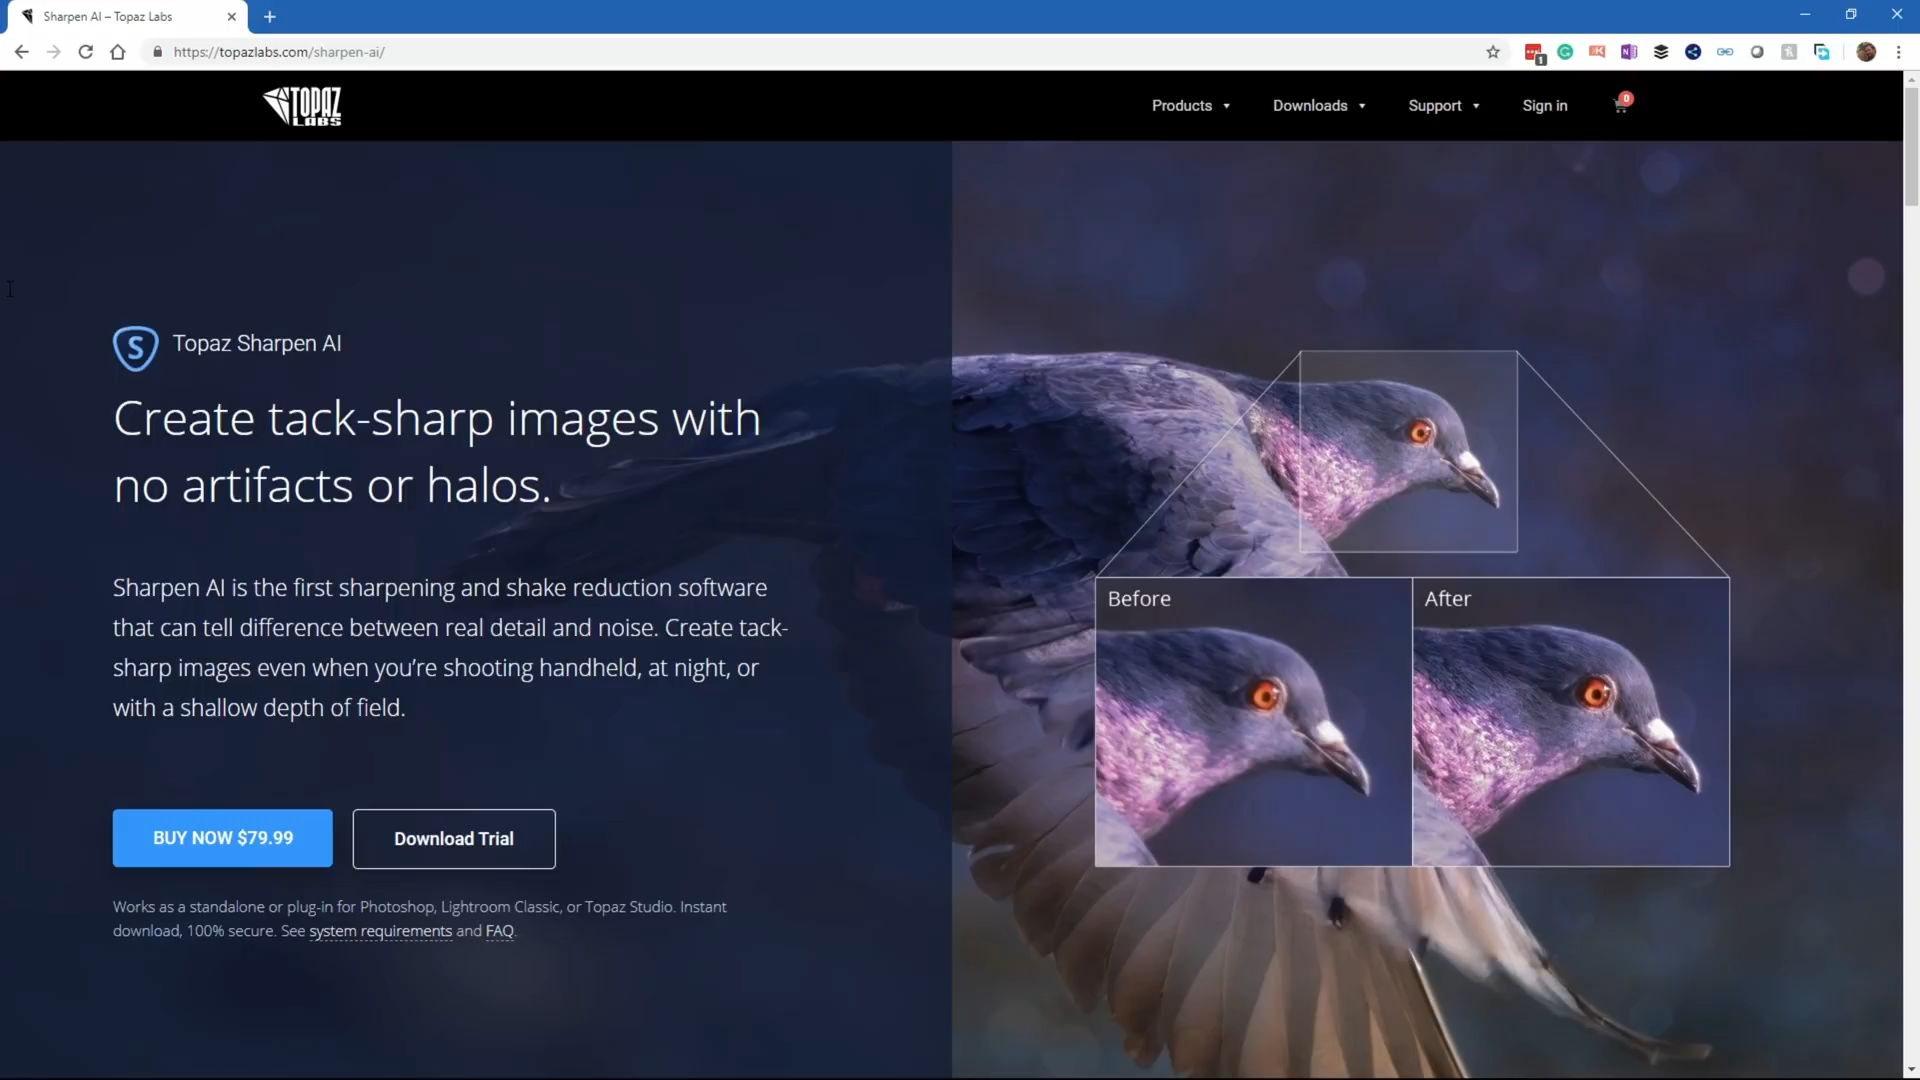 Sharpen AI – Topaz Labs
https://topazlabs.com/sharpen-ai/
1
TOPAZ
LABS
Products
Downloads
Support
Sign in
0
S
Topaz Sharpen AI
Create tack-sharp images with
no artifacts or halos.
Sharpen AI is the first sharpening and shake reduction software
that can tell difference between real detail and noise. Create tack-
sharp images even when you’re shooting handheld, at night, or
with a shallow depth of field.
BUY NOW $79.99
Download Trial
Works as a standalone or plug-in for Photoshop, Lightroom Classic, or Topaz Studio. Instant
download, 100% secure. See system requirements and FAQ.
Before
After